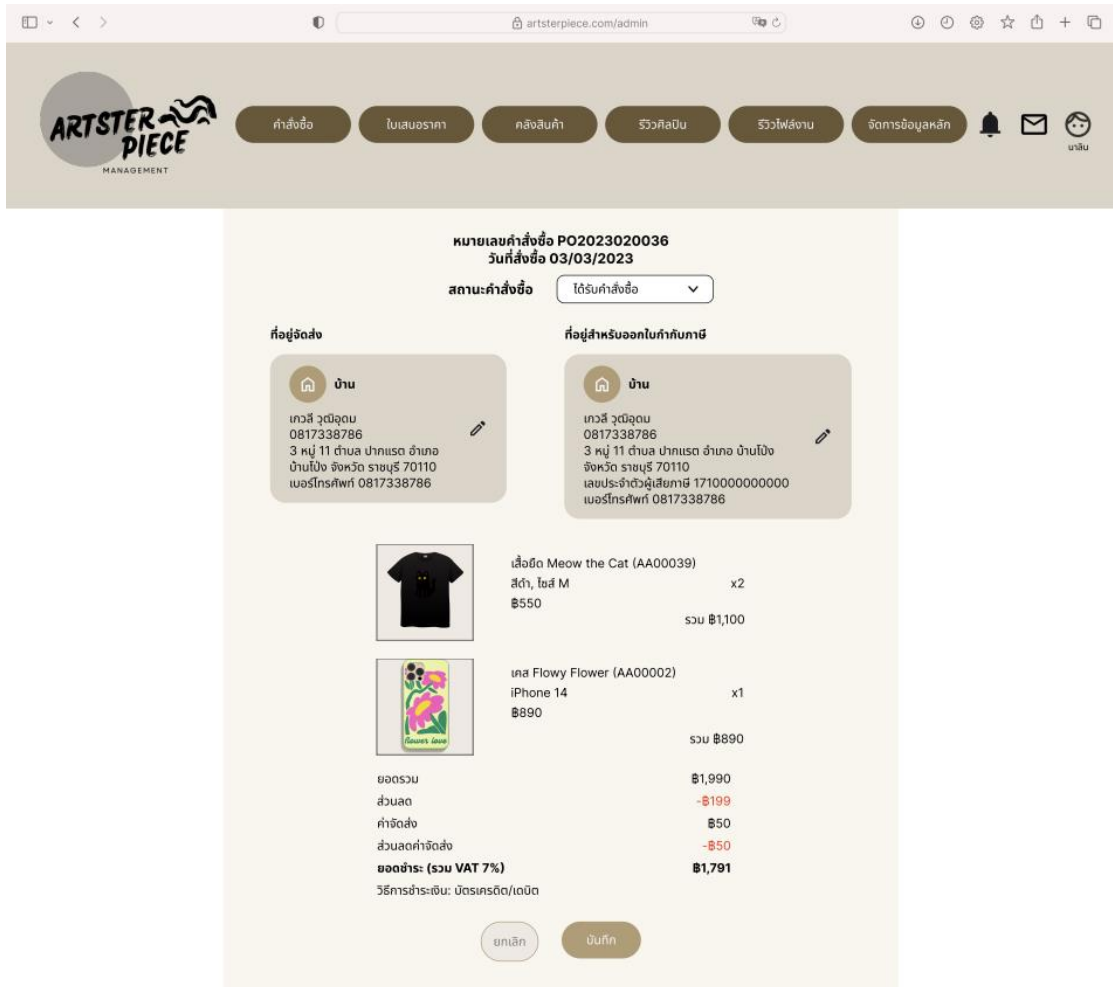 artsterpiece.com/admin
ARTSTER
PIECE
MANAGEMENT
คำสั่งซื้อ
ใบเสนอราคา
คลังสินค้า
รีวิวศิลปิน
รีวิวไฟล์งาน
จัดการข้อมูลหลัก
นาลิน
หมายเลขคำสั่งซื้อ PO2023020036
วันที่สั่งซื้อ 03/03/2023
สถานะคำสั่งซื้อ ได้รับคำสั่งซื้อ
ที่อยู่จัดส่ง
บ้าน
เกวลี วุฒิอุดม
0817338786
3 หมู่ 11 ตำบล ปากแรต อำเภอ
บ้านโป่ง จังหวัด ราชบุรี 70110
เบอร์โทรศัพท์ 0817338786
ที่อยู่สำหรับออกใบกำกับภาษี
บ้าน
เกวลี วุฒิอุดม
0817338786
3 หมู่ 11 ตำบล ปากแรต อำเภอ บ้านโป่ง
จังหวัด ราชบุรี 70110
เลขประจำตัวผู้เสียภาษี 1710000000000
เบอร์โทรศัพท์ 0817338786
เสื้อยืด Meow the Cat (AA00039)
สีดำ, ไซส์ M x2
฿550
รวม ฿1,100
flower love
เคส Flowy Flower (AA00002)
iPhone 14 x1
฿890
รวม ฿890
ยอดรวม ฿1,990
ส่วนลด -฿199
ค่าจัดส่ง ฿50
ส่วนลดค่าจัดส่ง -฿50
ยอดชำระ (รวม VAT 7%) ฿1,791
วิธีการชำระเงิน: บัตรเครดิต/เดบิต
ยกเลิก
บันทึก